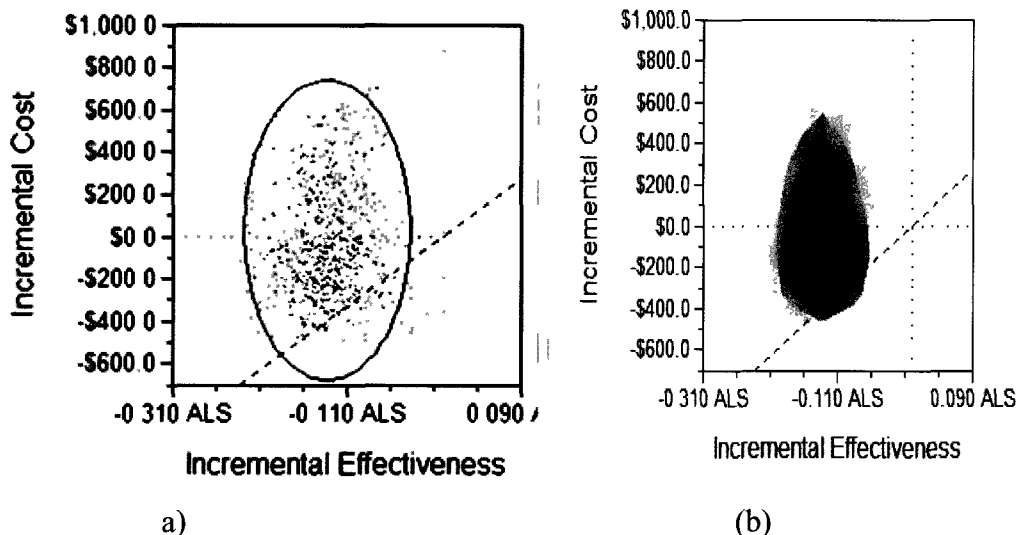 $1,000.0
$800 0
$600.0
$400 0
$200 0
$0 0
-$200 0
-$400 0
-$600.0
Incremental Cost
-0 310 ALS
-0 110 ALS
0 090 A
Incremental Effectiveness
a)
$1,000.0
$800.0
$600.0
$400.0
$200.0
$0.0
-$200.0
-$400.0
-$600.0
Incremental Cost
-0 310 ALS
-0.110 ALS
0.090 ALS
Incremental Effectiveness
(b)